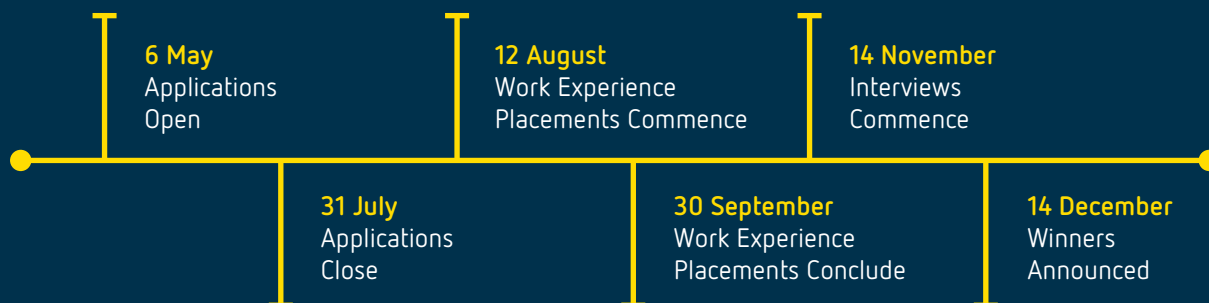 6 May
Applications
Open
31 July
Applications
Close
12 August
Work Experience
Placements Commence
30 September
Work Experience
Placements Conclude
14 November
Interviews
Commence
14 December
Winners
Announced